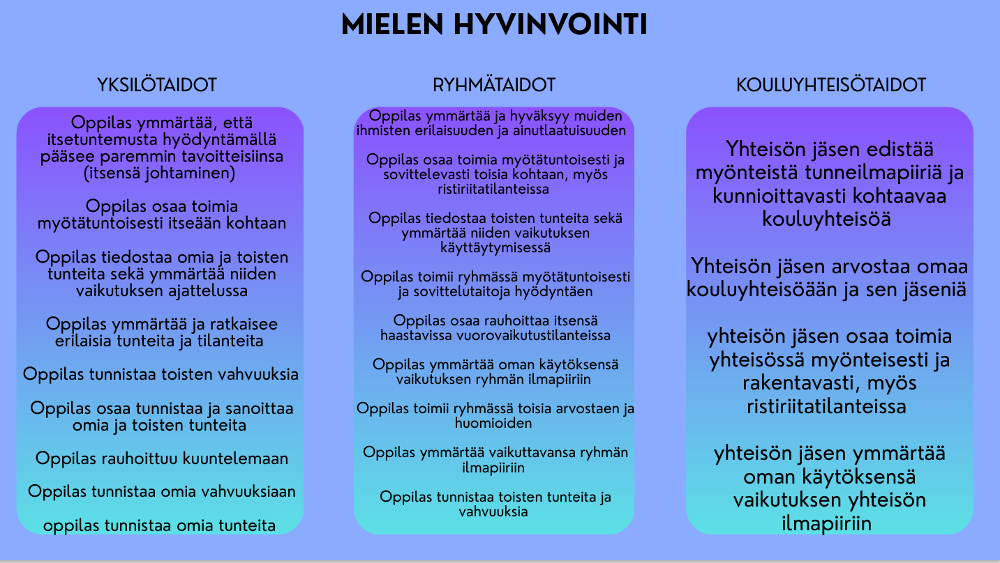 MIELEN HYVINVOINTI
YKSILÖTAIDOT
Oppilas ymmärtää, että
itsetuntemusta hyödyntämällä
pääsee paremmin tavoitteisiinsa
(itsensä johtaminen)
Oppilas osaa toimia
myötätuntoisesti itseään kohtaan
Oppilas tiedostaa omia ja toisten
tunteita sekä ymmärtää niiden
vaikutuksen ajattelussa
Oppilas ymmärtää ja ratkaisee
erilaisia tunteita ja tilanteita
Oppilas tunnistaa toisten vahvuuksia
Oppilas osaa tunnistaa ja sanoittaa
omia ja toisten tunteita
Oppilas rauhoittuu kuuntelemaan
Oppilas tunnistaa omia vahvuuksiaan
oppilas tunnistaa omia tunteita
RYHMÄTAIDOT
Oppilas ymmärtää ja hyväksyy muiden
ihmisten erilaisuuden ja ainutlaatuisuuden
Oppilas osaa toimia myötätuntoisesti ja
sovittelevasti toisia kohtaan, myös
ristiriitatilanteissa
Oppilas tiedostaa toisten tunteita sekä
ymmärtää niiden vaikutuksen
käyttäytymisessä
Oppilas toimii ryhmässä myötätuntoisesti
ja sovittelutaitoja hyödyntäen
Oppilas osaa rauhoittaa itsensä
haastavissa vuorovaikutustilanteissa
Oppilas ymmärtää oman käytöksensä
vaikutuksen ryhmän ilmapiiriin
Oppilas toimii ryhmässä toisia arvostaen ja
huomioiden
Oppilas ymmärtää vaikuttavansa ryhmän
ilmapiiriin
Oppilas tunnistaa toisten tunteita ja
vahvuuksia
KOULUYHTEISÖTAIDOT
Yhteisön jäsen edistää
myönteistä tunneilmapiiriä ja
kunnioittavasti kohtaavaa
kouluyhteisöä
Yhteisön jäsen arvostaa omaa
kouluyhteisöään ja sen jäseniä
yhteisön jäsen osaa toimia
yhteisössä myönteisesti ja
rakentavasti, myös
ristiriitatilanteissa
yhteisön jäsen ymmärtää
oman käytöksensä
vaikutuksen yhteisön
ilmapiiriin